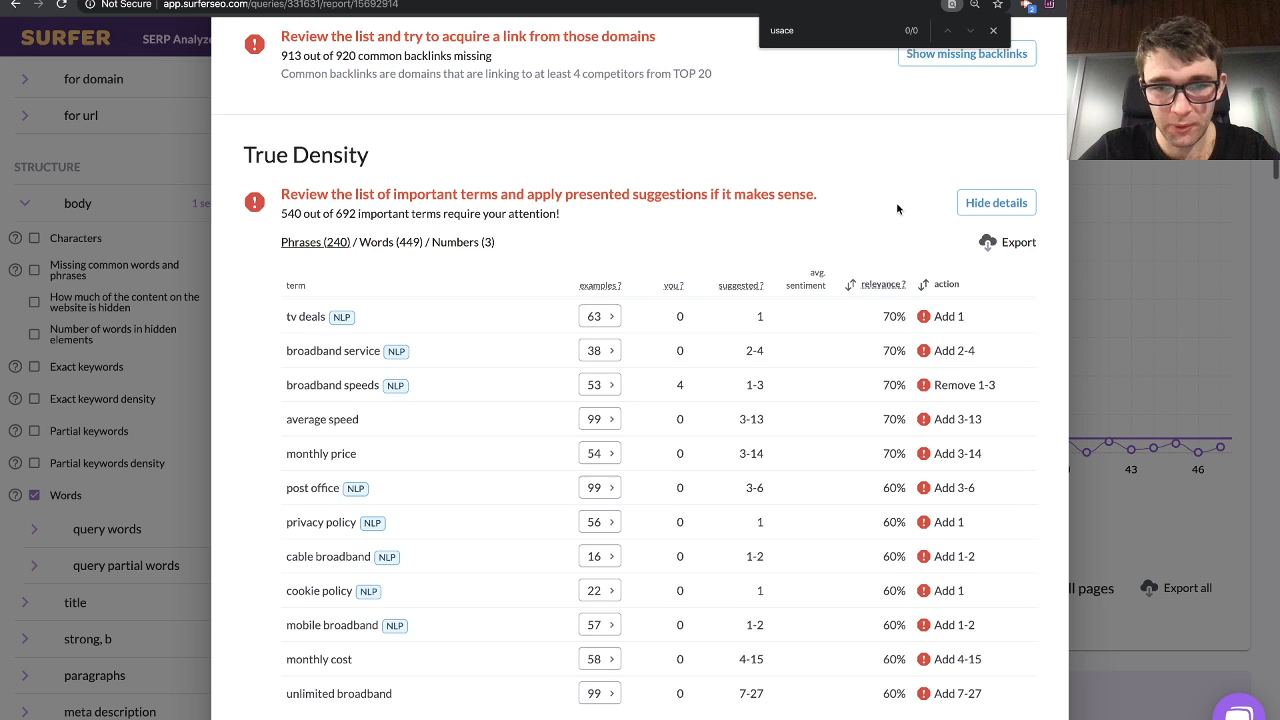 Not Secure app.surferseo.com/queries/331631/report/15692914
2
SURFER SERP Analyzer
usace 0/0
for domain
for url
STRUCTURE
body
Characters
Missing common words and
phrases
How much more content on the
website is hidden
Number of words in hidden
elements
Exact keywords
Exact keyword density
Partial keywords
Partial keywords density
Words
query words
query partial words
title
strong, b
paragraphs
meta description
Review the list and try to acquire a link from those domains
913 out of 920 common backlinks missing
Common backlinks are domains that are linking to at least 4 competitors from TOP 20
Show missing backlinks
True Density
Review the list of important terms and apply presented suggestions if it makes sense.
540 out of 692 important terms require your attention!
Hide details
Phrases (240) / Words (449) / Numbers (3)
Export
term examples ? you ? suggested ? avg. sentiment relevance ? action
tv deals NLP 63 0 1 70% Add 1
broadband service NLP 38 0 2-4 70% Add 2-4
broadband speeds NLP 53 4 1-3 70% Remove 1-3
average speed 99 0 3-13 70% Add 3-13
monthly price 54 0 3-14 70% Add 3-14
post office NLP 99 0 3-6 60% Add 3-6
privacy policy NLP 56 0 1 60% Add 1
cable broadband NLP 16 0 1-2 60% Add 1-2
cookie policy NLP 22 0 1 60% Add 1
mobile broadband NLP 57 0 1-2 60% Add 1-2
monthly cost 58 0 4-15 60% Add 4-15
unlimited broadband 99 0 7-27 60% Add 7-27
43 46
ll pages Export all